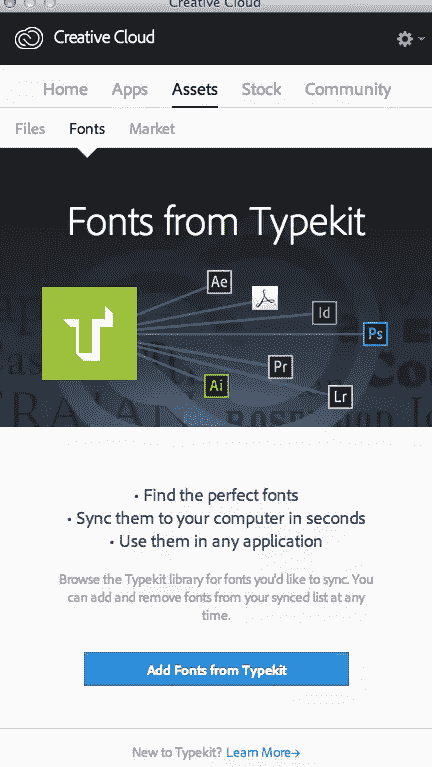 Creative Cloud
Creative Cloud
Home Apps Assets Stock Community
Files Fonts Market
Fonts from Typekit
Ae
Id
Ps
Pr
Ai
Lr
• Find the perfect fonts
• Sync them to your computer in seconds
• Use them in any application
Browse the Typekit library for fonts you'd like to sync. You
can add and remove fonts from your synced list at any
time.
Add Fonts from Typekit
New to Typekit? Learn More→